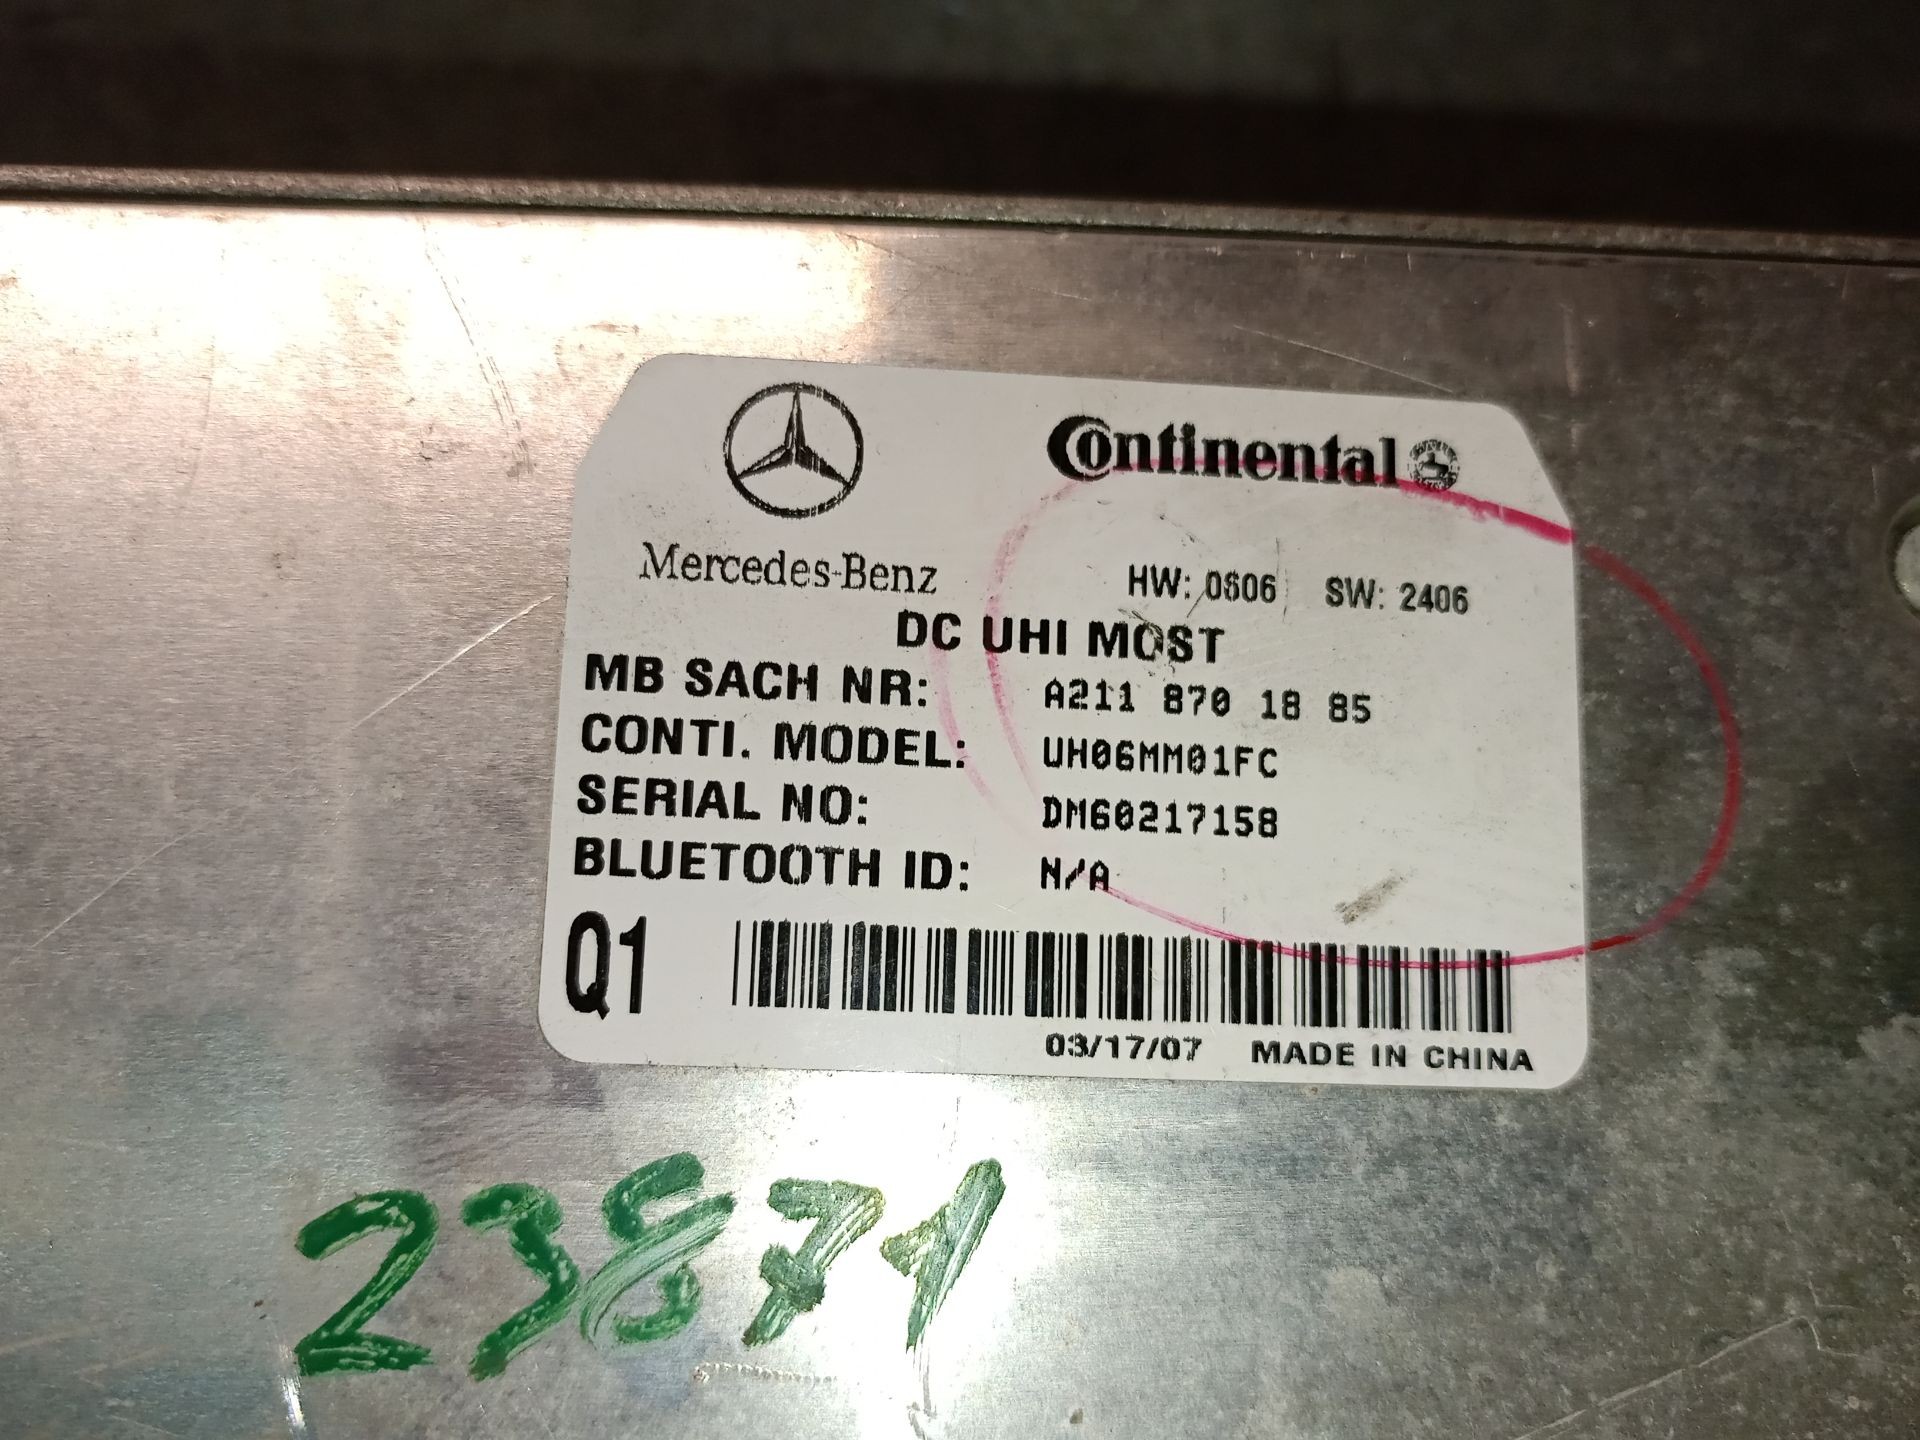 Continental
Mercedes-Benz
HW: 0606 SW: 2406
DC UHI MOST
MB SACH NR: A211 870 18 85
CONTI. MODEL: UH06MM01FC
SERIAL NO: DM60217158
BLUETOOTH ID: N/A
Q1
03/17/07 MADE IN CHINA
23871